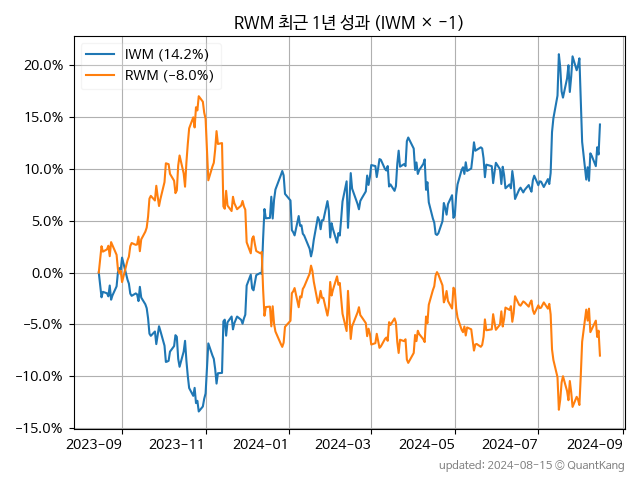 RWM 최근 1년 성과 (IWM × −1)
IWM (14.2%)
RWM (−8.0%)
20.0%
15.0%
10.0%
5.0%
0.0%
−5.0%
−10.0%
−15.0%
2023-09 2023-11 2024-01 2024-03 2024-05 2024-07 2024-09
updated: 2024-08-15 © QuantKang